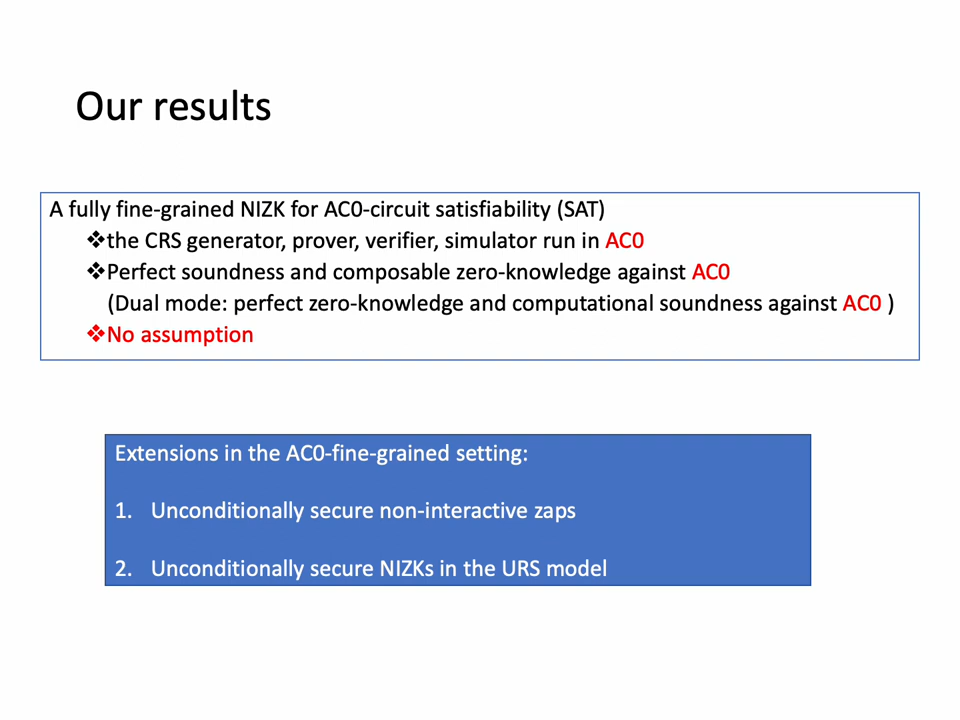 Our results
A fully fine-grained NIZK for AC0-circuit satisfiability (SAT)
❖the CRS generator, prover, verifier, simulator run in AC0
❖Perfect soundness and composable zero-knowledge against AC0
(Dual mode: perfect zero-knowledge and computational soundness against AC0 )
❖No assumption
Extensions in the AC0-fine-grained setting:
1. Unconditionally secure non-interactive zaps
2. Unconditionally secure NIZKs in the URS model